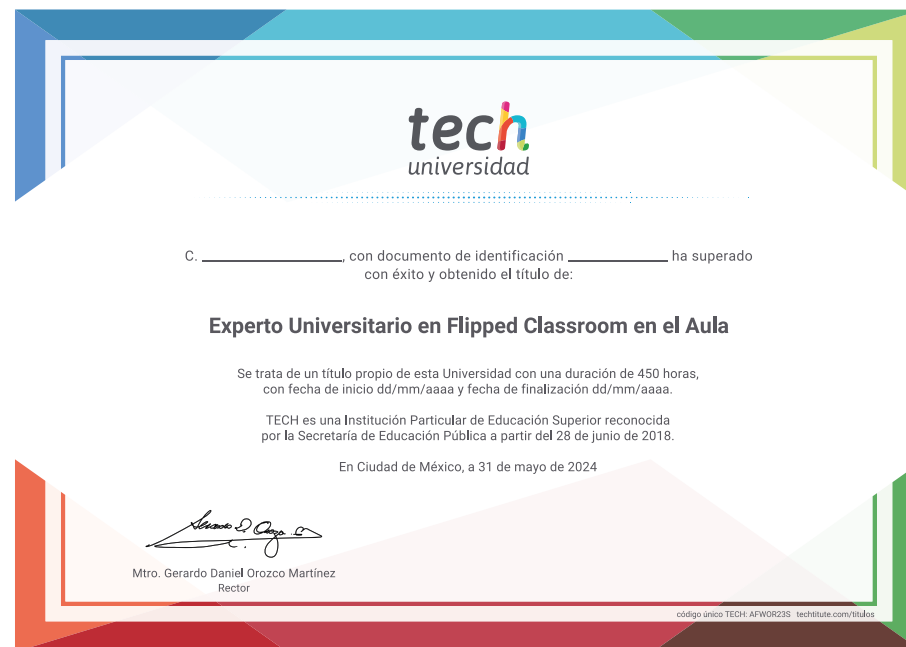 tech
universidad
C. ____________, con documento de identificación ____________ ha superado
con éxito y obtenido el título de:
Experto Universitario en Flipped Classroom en el Aula
Se trata de un título propio de esta Universidad con una duración de 450 horas,
con fecha de inicio dd/mm/aaaa y fecha de finalización dd/mm/aaaa.
TECH es una Institución Particular de Educación Superior reconocida
por la Secretaría de Educación Pública a partir del 28 de junio de 2018.
En Ciudad de México, a 31 de mayo de 2024
Mtro. Gerardo Daniel Orozco Martínez
Rector
código único TECH: AFWOR23S techtitute.com/titulos